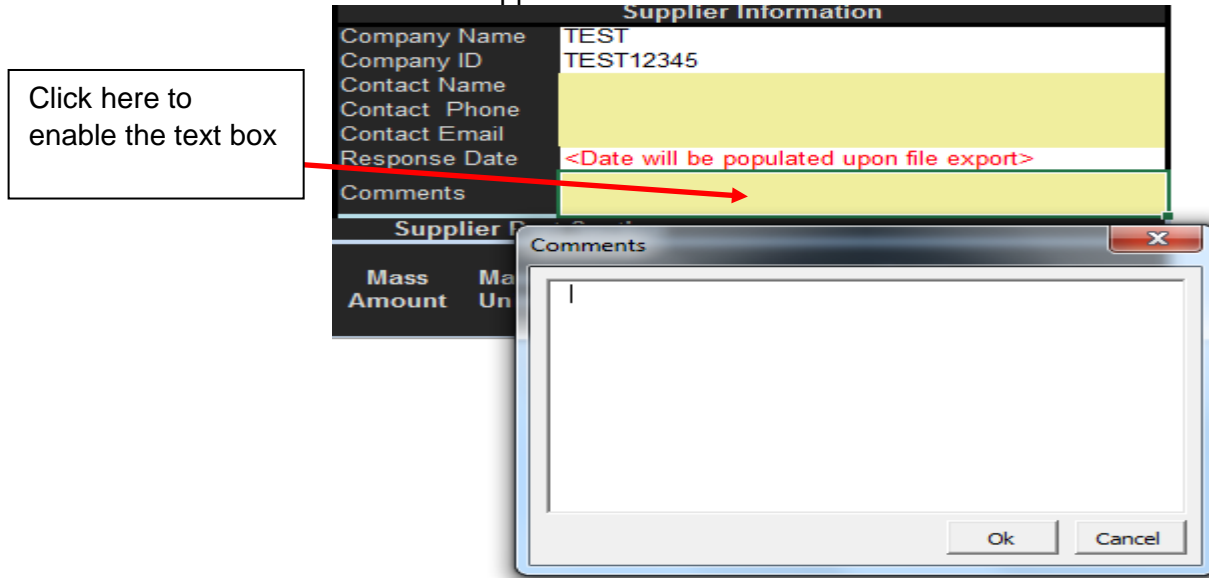 Supplier Information
Company Name TEST
Company ID TEST12345
Contact Name
Contact Phone
Contact Email
Response Date <Date will be populated upon file export>
Comments
Click here to
enable the text box
Supplier
Comments
Mass
Amount
Ok Cancel